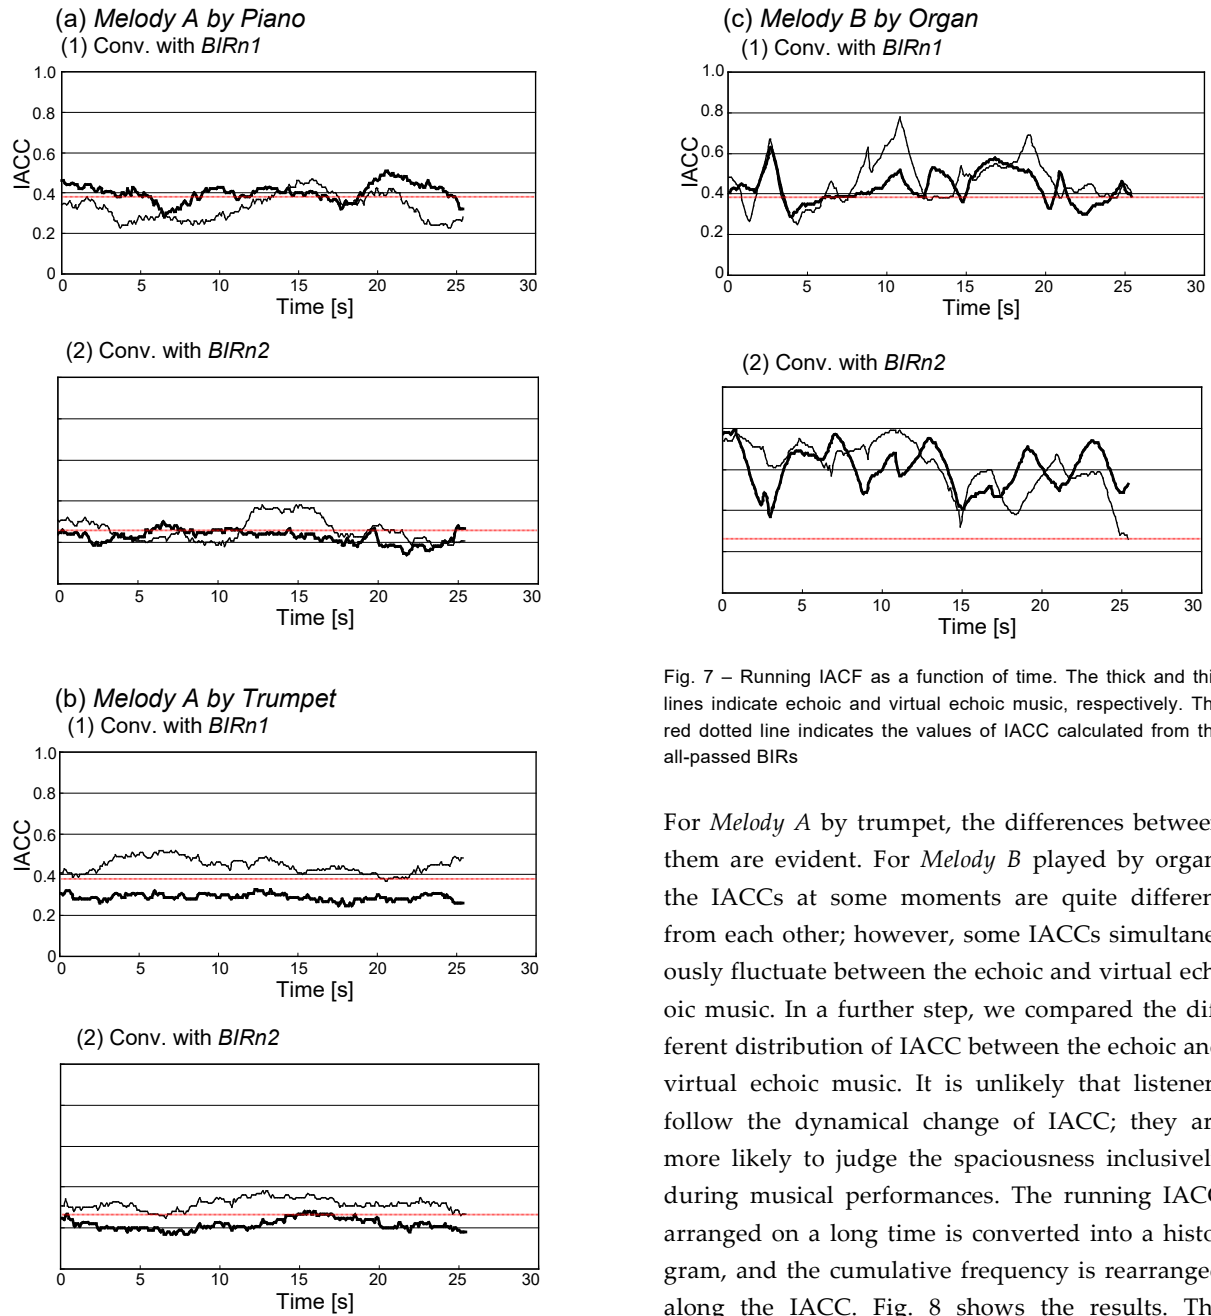 (a) Melody A by Piano
(1) Conv. with BIRn1
1.0
0.8
0.6
0.4
0.2
0
IACC
0 5 10 15 20 25 30
Time [s]
(2) Conv. with BIRn2
0 5 10 15 20 25 30
Time [s]
(b) Melody A by Trumpet
(1) Conv. with BIRn1
1.0
0.8
0.6
0.4
0.2
0
IACC
0 5 10 15 20 25 30
Time [s]
(2) Conv. with BIRn2
0 5 10 15 20 25 30
Time [s]
(c) Melody B by Organ
(1) Conv. with BIRn1
1.0
0.8
0.6
0.4
0.2
0
IACC
0 5 10 15 20 25 30
Time [s]
(2) Conv. with BIRn2
0 5 10 15 20 25 30
Time [s]
Fig. 7 – Running IACF as a function of time. The thick and thi
lines indicate echoic and virtual echoic music, respectively. Th
red dotted line indicates the values of IACC calculated from th
all-passed BIRs
For Melody A by trumpet, the differences between
them are evident. For Melody B played by organ
the IACCs at some moments are quite differen
from each other; however, some IACCs simultane
ously fluctuate between the echoic and virtual ech
oic music. In a further step, we compared the dif
ferent distribution of IACC between the echoic an
virtual echoic music. It is unlikely that listener
follow the dynamical change of IACC; they ar
more likely to judge the spaciousness inclusivel
during musical performances. The running IAC
arranged on a long time is converted into a histo
gram, and the cumulative frequency is rearrange
along the IACC. Fig. 8 shows the results. Th